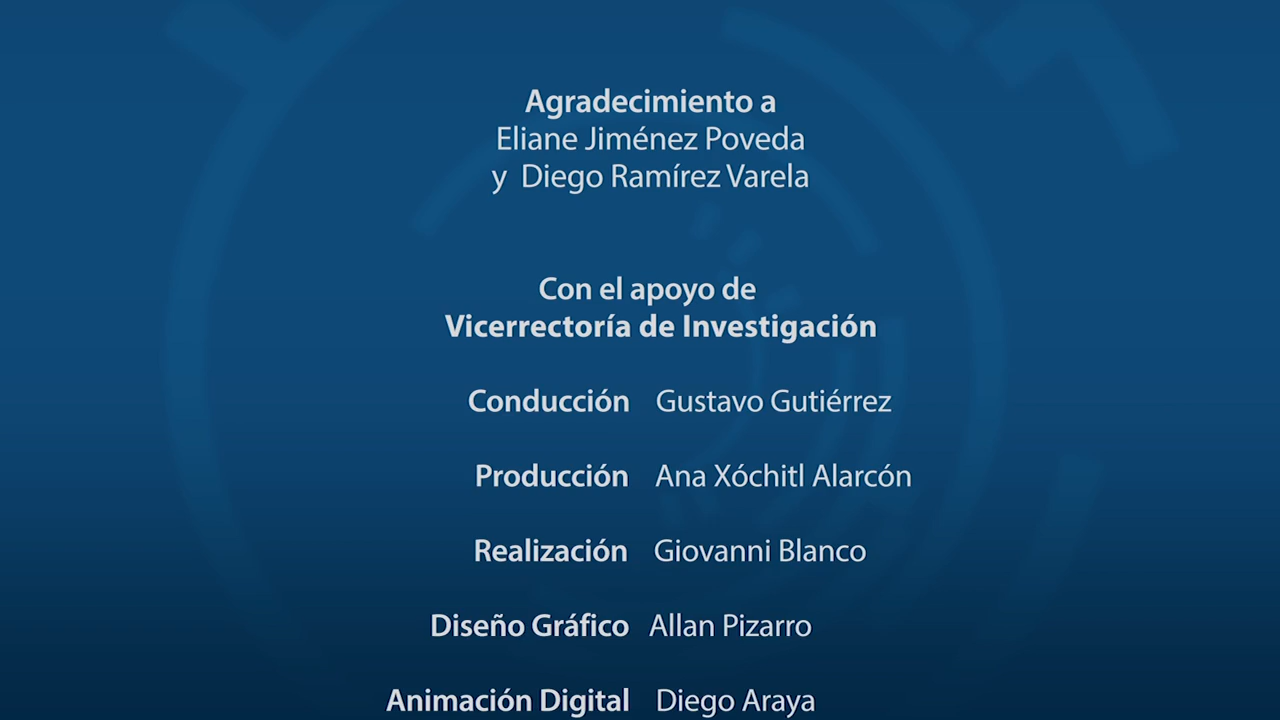 Agradecimiento a
Eliane Jiménez Poveda
y Diego Ramírez Varela
Con el apoyo de
Vicerrectoría de Investigación
Conducción Gustavo Gutiérrez
Producción Ana Xóchitl Alarcón
Realización Giovanni Blanco
Diseño Gráfico Allan Pizarro
Animación Digital Diego Araya